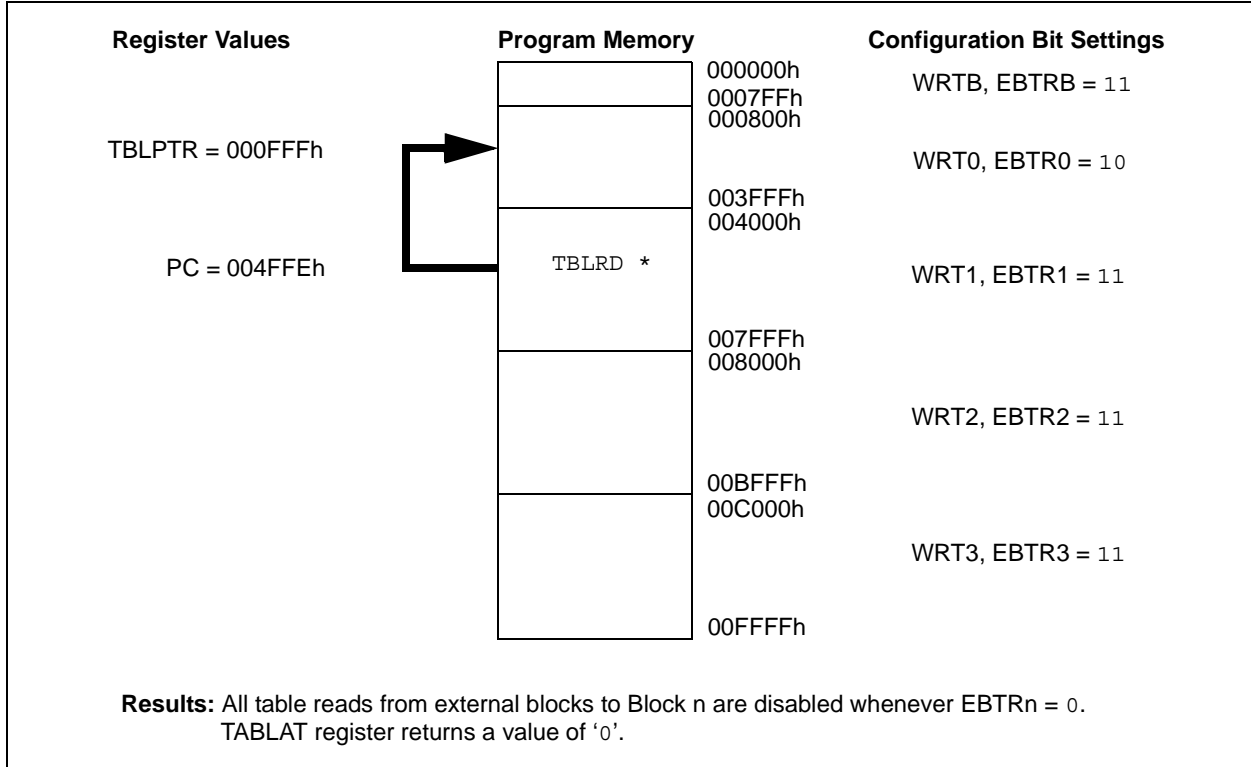 Register Values
Program Memory
Configuration Bit Settings
000000h
WRTB, EBTRB = 11
0007FFh
000800h
TBLPTR = 000FFFh
WRT0, EBTR0 = 10
003FFFh
004000h
PC = 004FFEh
TBLRD *
WRT1, EBTR1 = 11
007FFFh
008000h
WRT2, EBTR2 = 11
00BFFFh
00C000h
WRT3, EBTR3 = 11
00FFFFh
Results: All table reads from external blocks to Block n are disabled whenever EBTRn = 0.
TABLAT register returns a value of ‘0’.